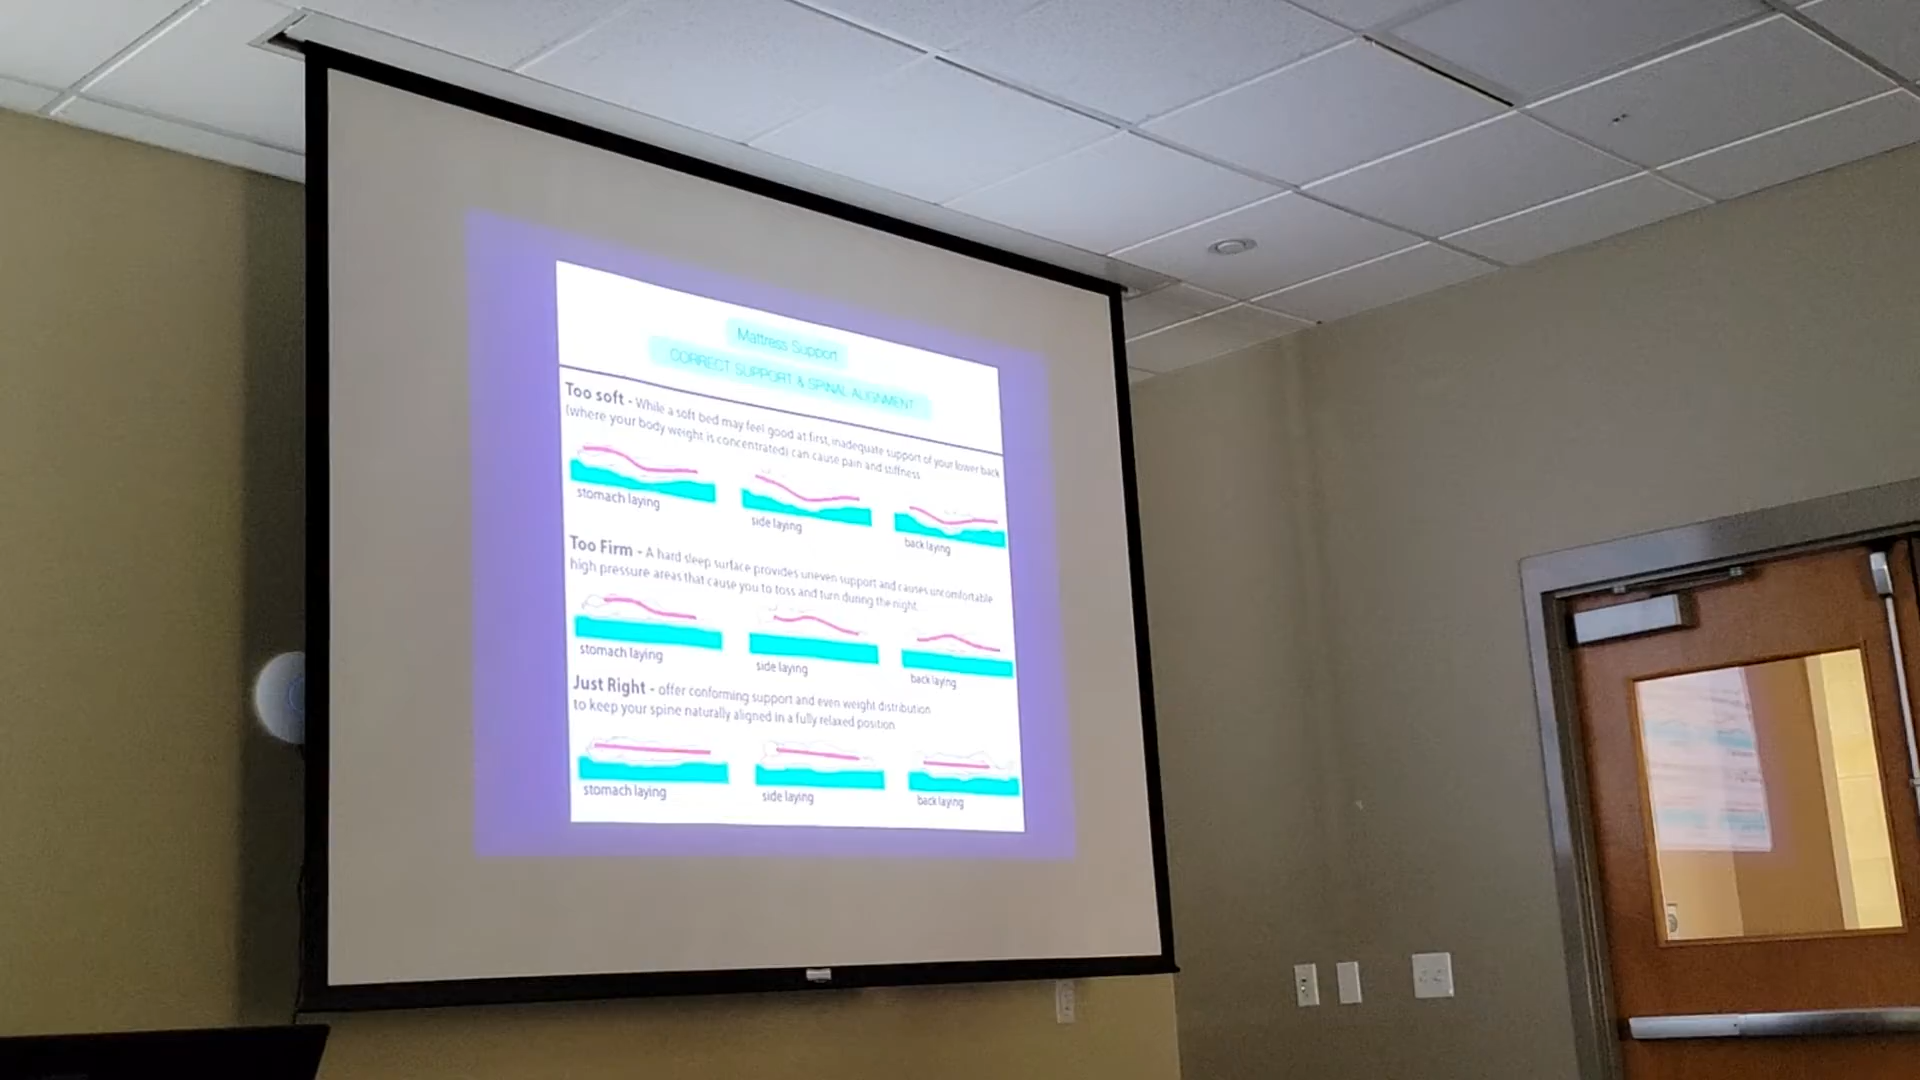 Mattress Support
CORRECT SUPPORT & SPINAL ALIGNMENT
Too soft - While a soft bed may feel good at first, inadequate support of your lower back
(where your body weight is concentrated) can cause pain and stiffness
stomach laying
side laying
back laying
Too Firm - A hard sleep surface provides uneven support and causes uncomfortable
high pressure areas that cause you to toss and turn during the night
stomach laying
side laying
back laying
Just Right - offer conforming support and even weight distribution
to keep your spine naturally aligned in a fully relaxed position
stomach laying
side laying
back laying